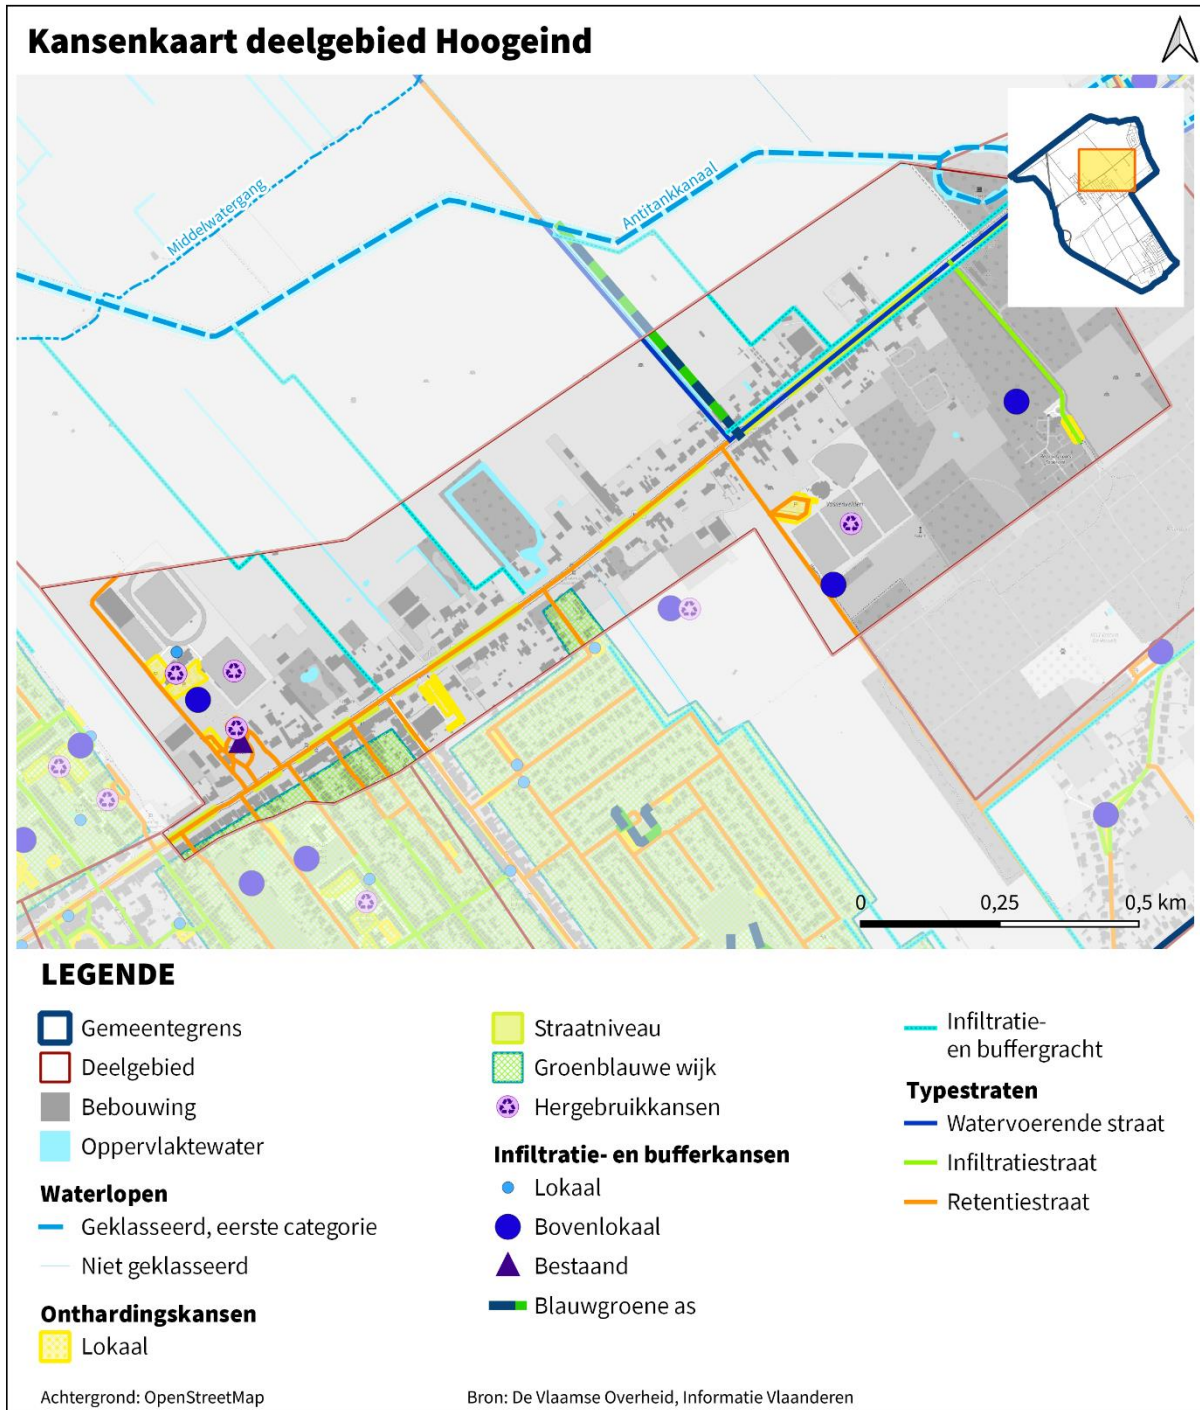 Kansenkaart deelgebied Hoogeind
Middelwatergang
Antitankkanaal
0
0,25
0,5 km
LEGENDE
Gemeentegrens
Deelgebied
Bebouwing
Oppervlaktewater
Waterlopen
Geklasseerd, eerste categorie
Niet geklasseerd
Onthardingskansen
Lokaal
Straatniveau
Groenblauwe wijk
Hergebruikkansen
Infiltratie- en bufferkansen
Lokaal
Bovenlokaal
Bestaand
Blauwgroene as
Infiltratie-
en buffergracht
Typestraten
Watervoerende straat
Infiltratiestraat
Retentiestraat
Achtergrond: OpenStreetMap
Bron: De Vlaamse Overheid, Informatie Vlaanderen